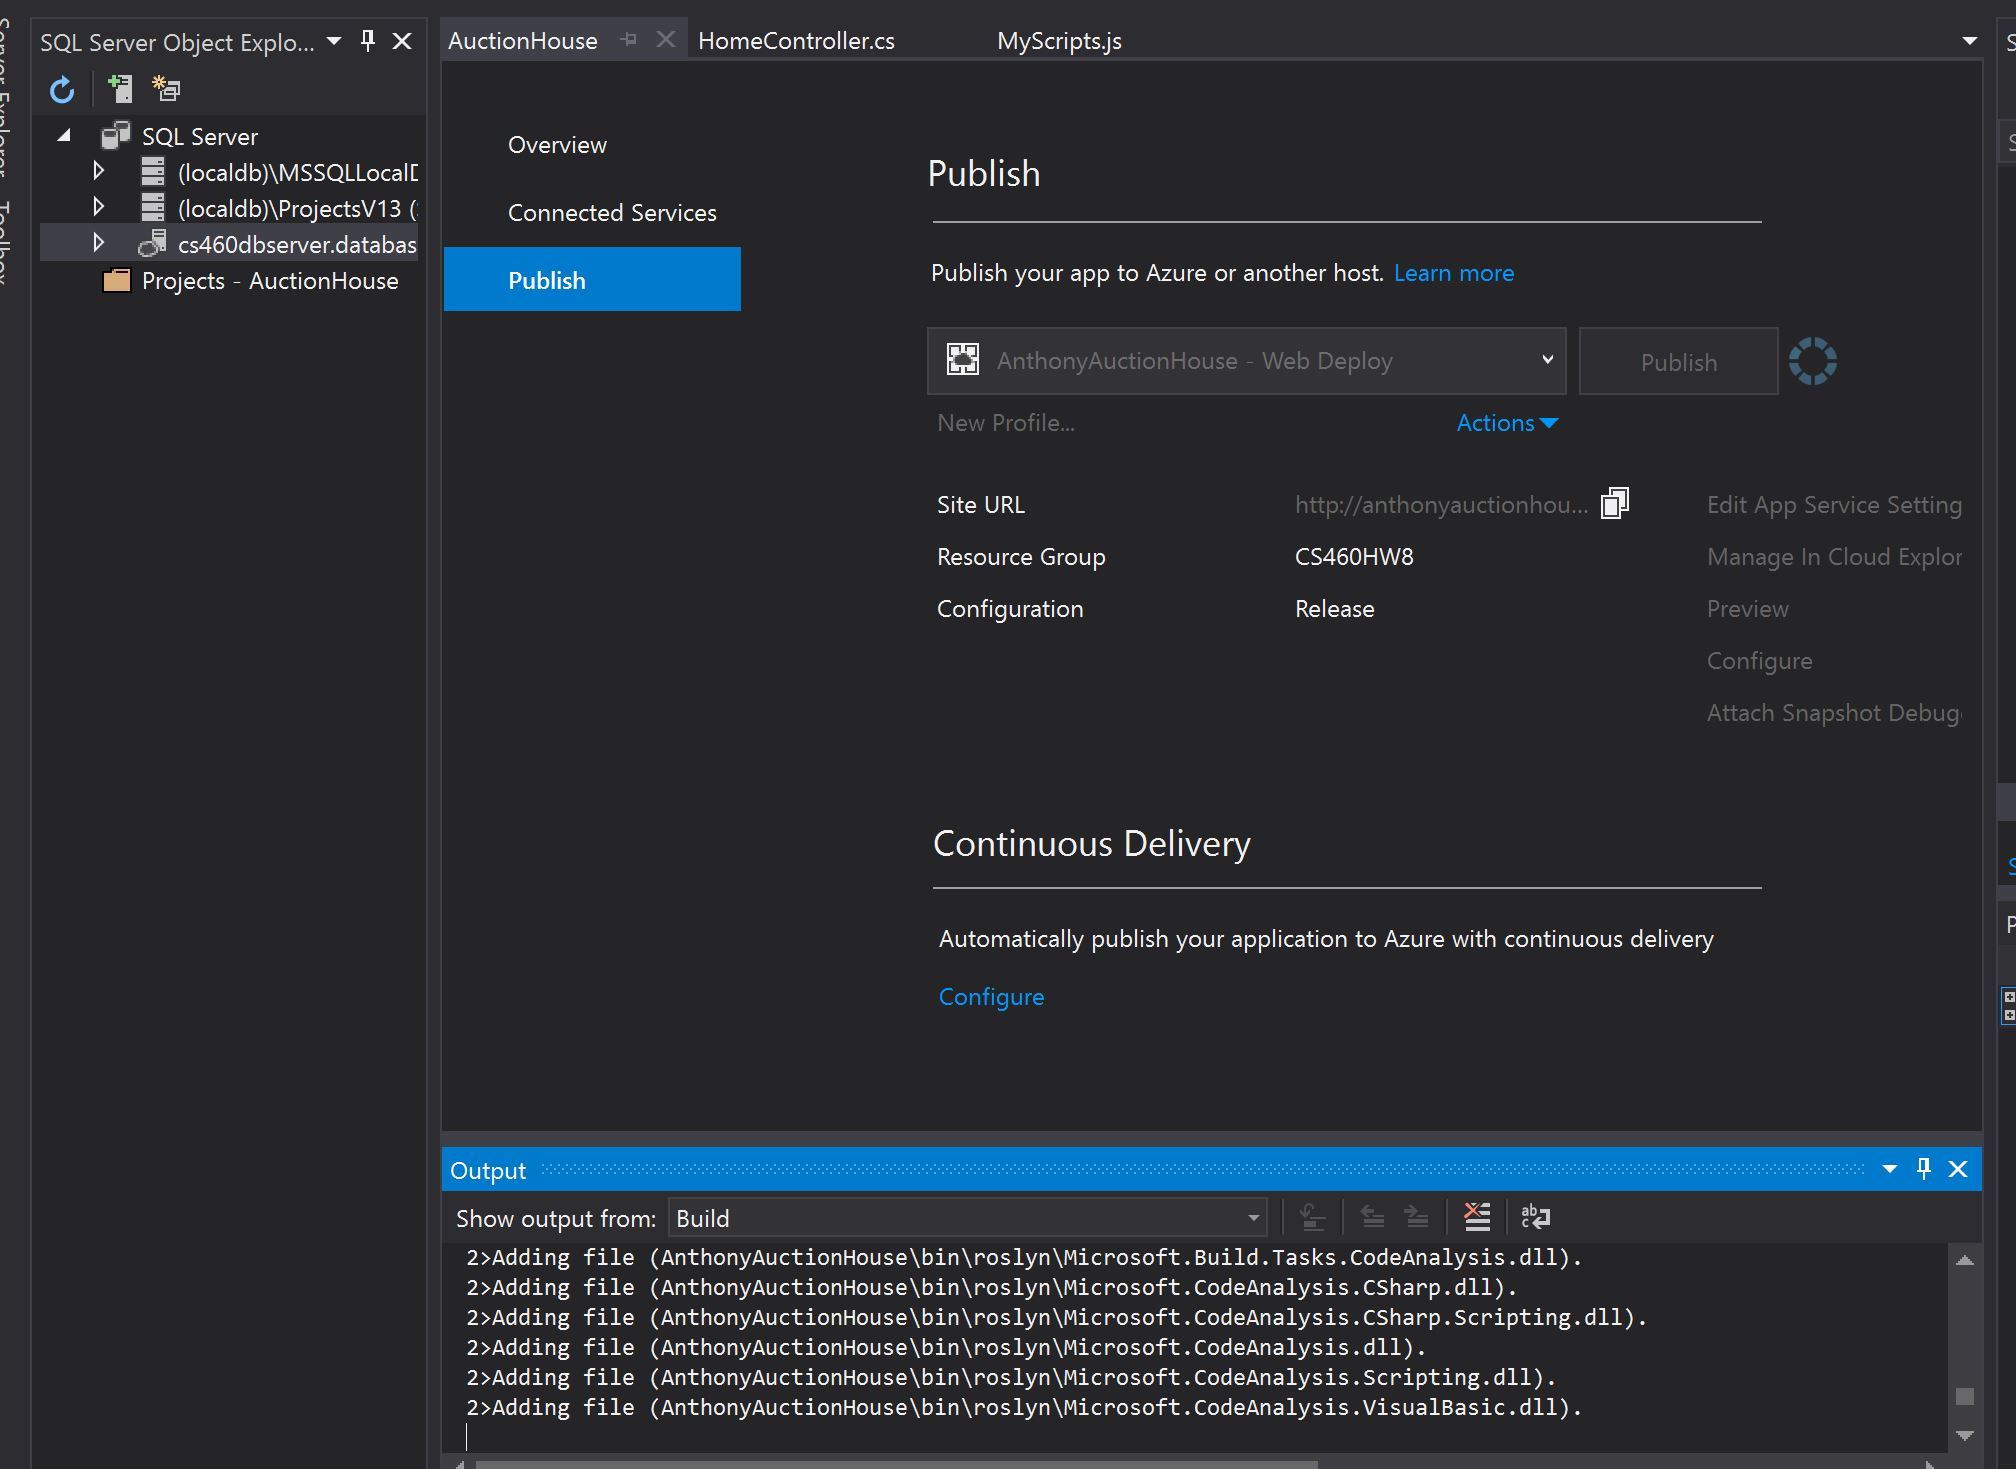 Server Explorer
Toolbox
SQL Server Object Explo...
SQL Server
(localdb)\MSSQLLocalD
(localdb)\ProjectsV13 (
cs460dbserver.databas
Projects - AuctionHouse
AuctionHouse
HomeController.cs
MyScripts.js
Overview
Connected Services
Publish
Publish
Publish your app to Azure or another host. Learn more
AnthonyAuctionHouse - Web Deploy
Publish
New Profile...
Actions
Site URL
http://anthonyauctionhou...
Edit App Service Setting
Resource Group
CS460HW8
Manage In Cloud Explor
Configuration
Release
Preview
Configure
Attach Snapshot Debug
Continuous Delivery
Automatically publish your application to Azure with continuous delivery
Configure
Output
Show output from: Build
2>Adding file (AnthonyAuctionHouse\bin\roslyn\Microsoft.Build.Tasks.CodeAnalysis.dll).
2>Adding file (AnthonyAuctionHouse\bin\roslyn\Microsoft.CodeAnalysis.CSharp.dll).
2>Adding file (AnthonyAuctionHouse\bin\roslyn\Microsoft.CodeAnalysis.CSharp.Scripting.dll).
2>Adding file (AnthonyAuctionHouse\bin\roslyn\Microsoft.CodeAnalysis.dll).
2>Adding file (AnthonyAuctionHouse\bin\roslyn\Microsoft.CodeAnalysis.Scripting.dll).
2>Adding file (AnthonyAuctionHouse\bin\roslyn\Microsoft.CodeAnalysis.VisualBasic.dll).